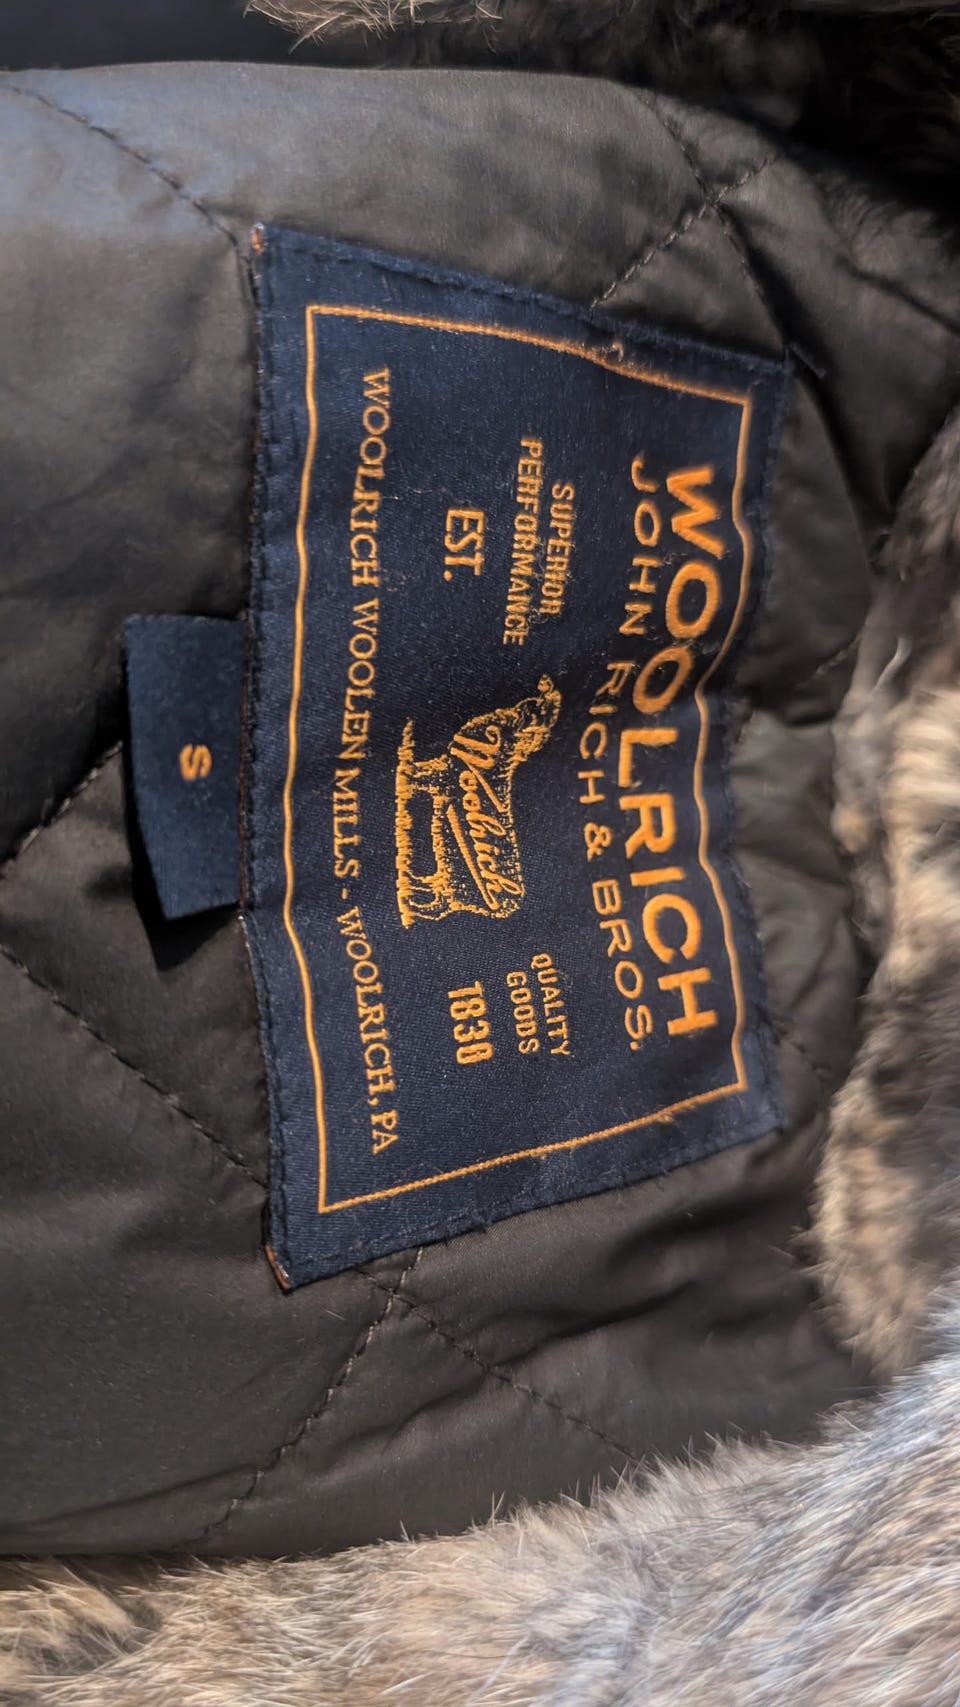 WOOLRICH
JOHN RICH & BROS.
SUPERIOR
PERFORMANCE
QUALITY
GOODS
Woolrich
EST.
1830
WOOLRICH WOOLEN MILLS - WOOLRICH, PA
S